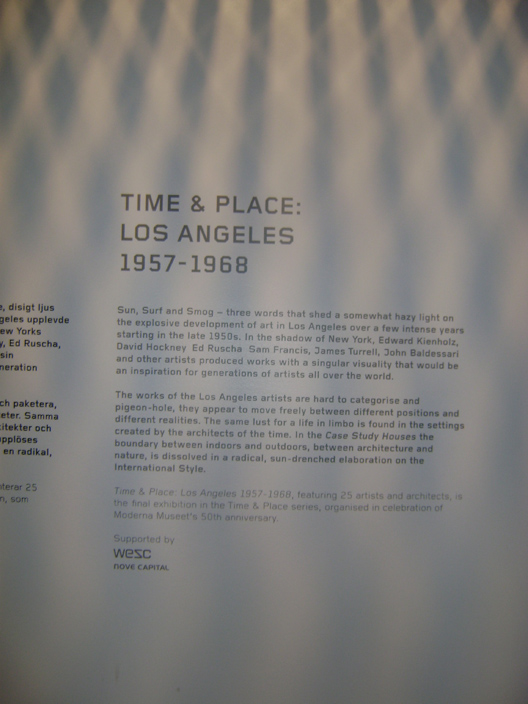 TIME & PLACE:
LOS ANGELES
1957-1968
Sun, Surf and Smog – three words that shed a somewhat hazy light on
the explosive development of art in Los Angeles over a few intense years
starting in the late 1950s. In the shadow of New York, Edward Kienholz,
David Hockney Ed Ruscha Sam Francis, James Turrell, John Baldessari
and other artists produced works with a singular visuality that would be
an inspiration for generations of artists all over the world.
The works of the Los Angeles artists are hard to categorise and
pigeon-hole, they appear to move freely between different positions and
different realities. The same lust for a life in limbo is found in the settings
created by the architects of the time. In the Case Study Houses the
boundary between indoors and outdoors, between architecture and
nature, is dissolved in a radical, sun-drenched elaboration on the
International Style.
Time & Place: Los Angeles 1957-1968, featuring 25 artists and architects, is
the final exhibition in the Time & Place series, organised in celebration of
Moderna Museet's 50th anniversary.
Supported by
wesc
NOVE CAPITAL
e, disigt ljus
geles upplevde
ew Yorks
y, Ed Ruscha,
sin
neration
ch paketera,
eter. Samma
itekter och
upplöses
en radikal,
nterar 25
n, som